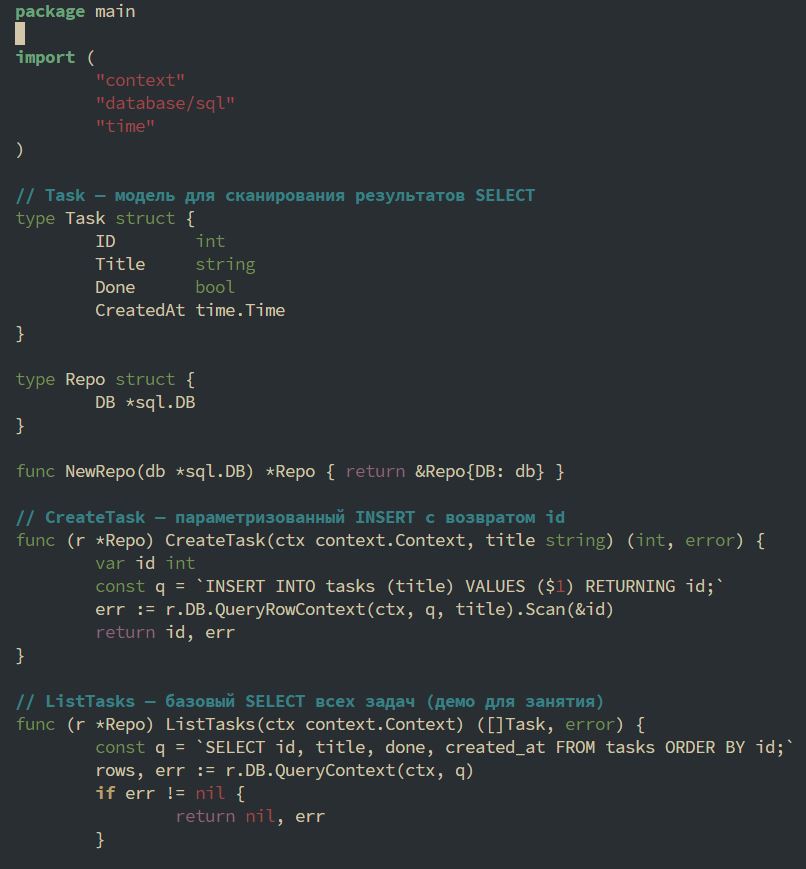 package main
import (
"context"
"database/sql"
"time"
)
// Task — модель для сканирования результатов SELECT
type Task struct {
ID int
Title string
Done bool
CreatedAt time.Time
}
type Repo struct {
DB *sql.DB
}
func NewRepo(db *sql.DB) *Repo { return &Repo{DB: db} }
// CreateTask — параметризованный INSERT с возвратом id
func (r *Repo) CreateTask(ctx context.Context, title string) (int, error) {
var id int
const q = `INSERT INTO tasks (title) VALUES ($1) RETURNING id;`
err := r.DB.QueryRowContext(ctx, q, title).Scan(&id)
return id, err
}
// ListTasks — базовый SELECT всех задач (демо для занятия)
func (r *Repo) ListTasks(ctx context.Context) ([]Task, error) {
const q = `SELECT id, title, done, created_at FROM tasks ORDER BY id;`
rows, err := r.DB.QueryContext(ctx, q)
if err != nil {
return nil, err
}